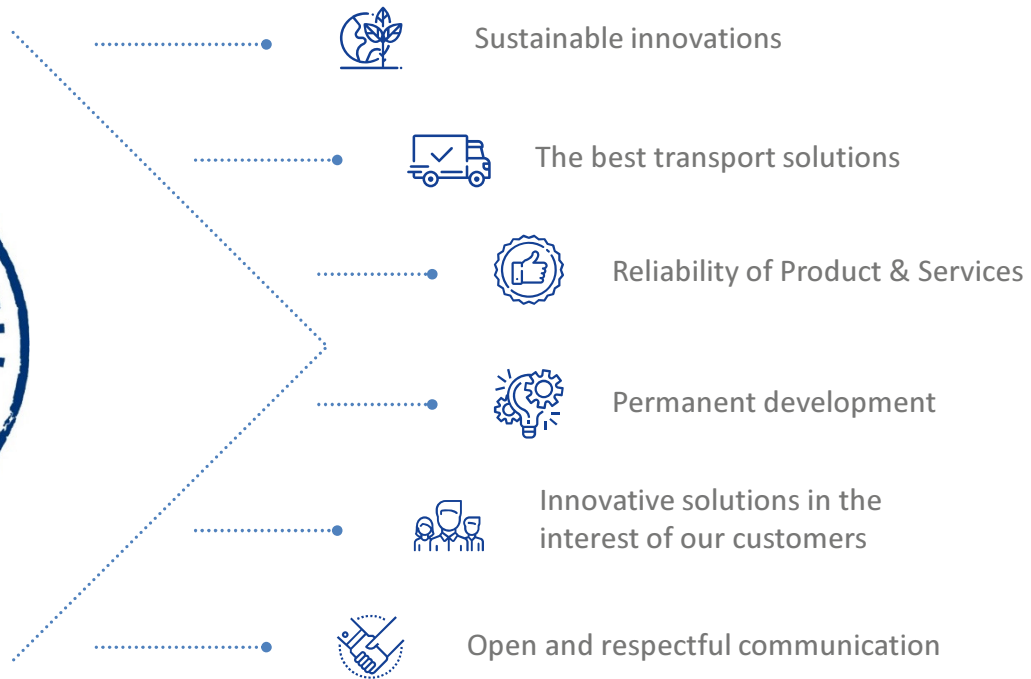 Sustainable innovations
The best transport solutions
Reliability of Product & Services
Permanent development
Innovative solutions in the
interest of our customers
Open and respectful communication